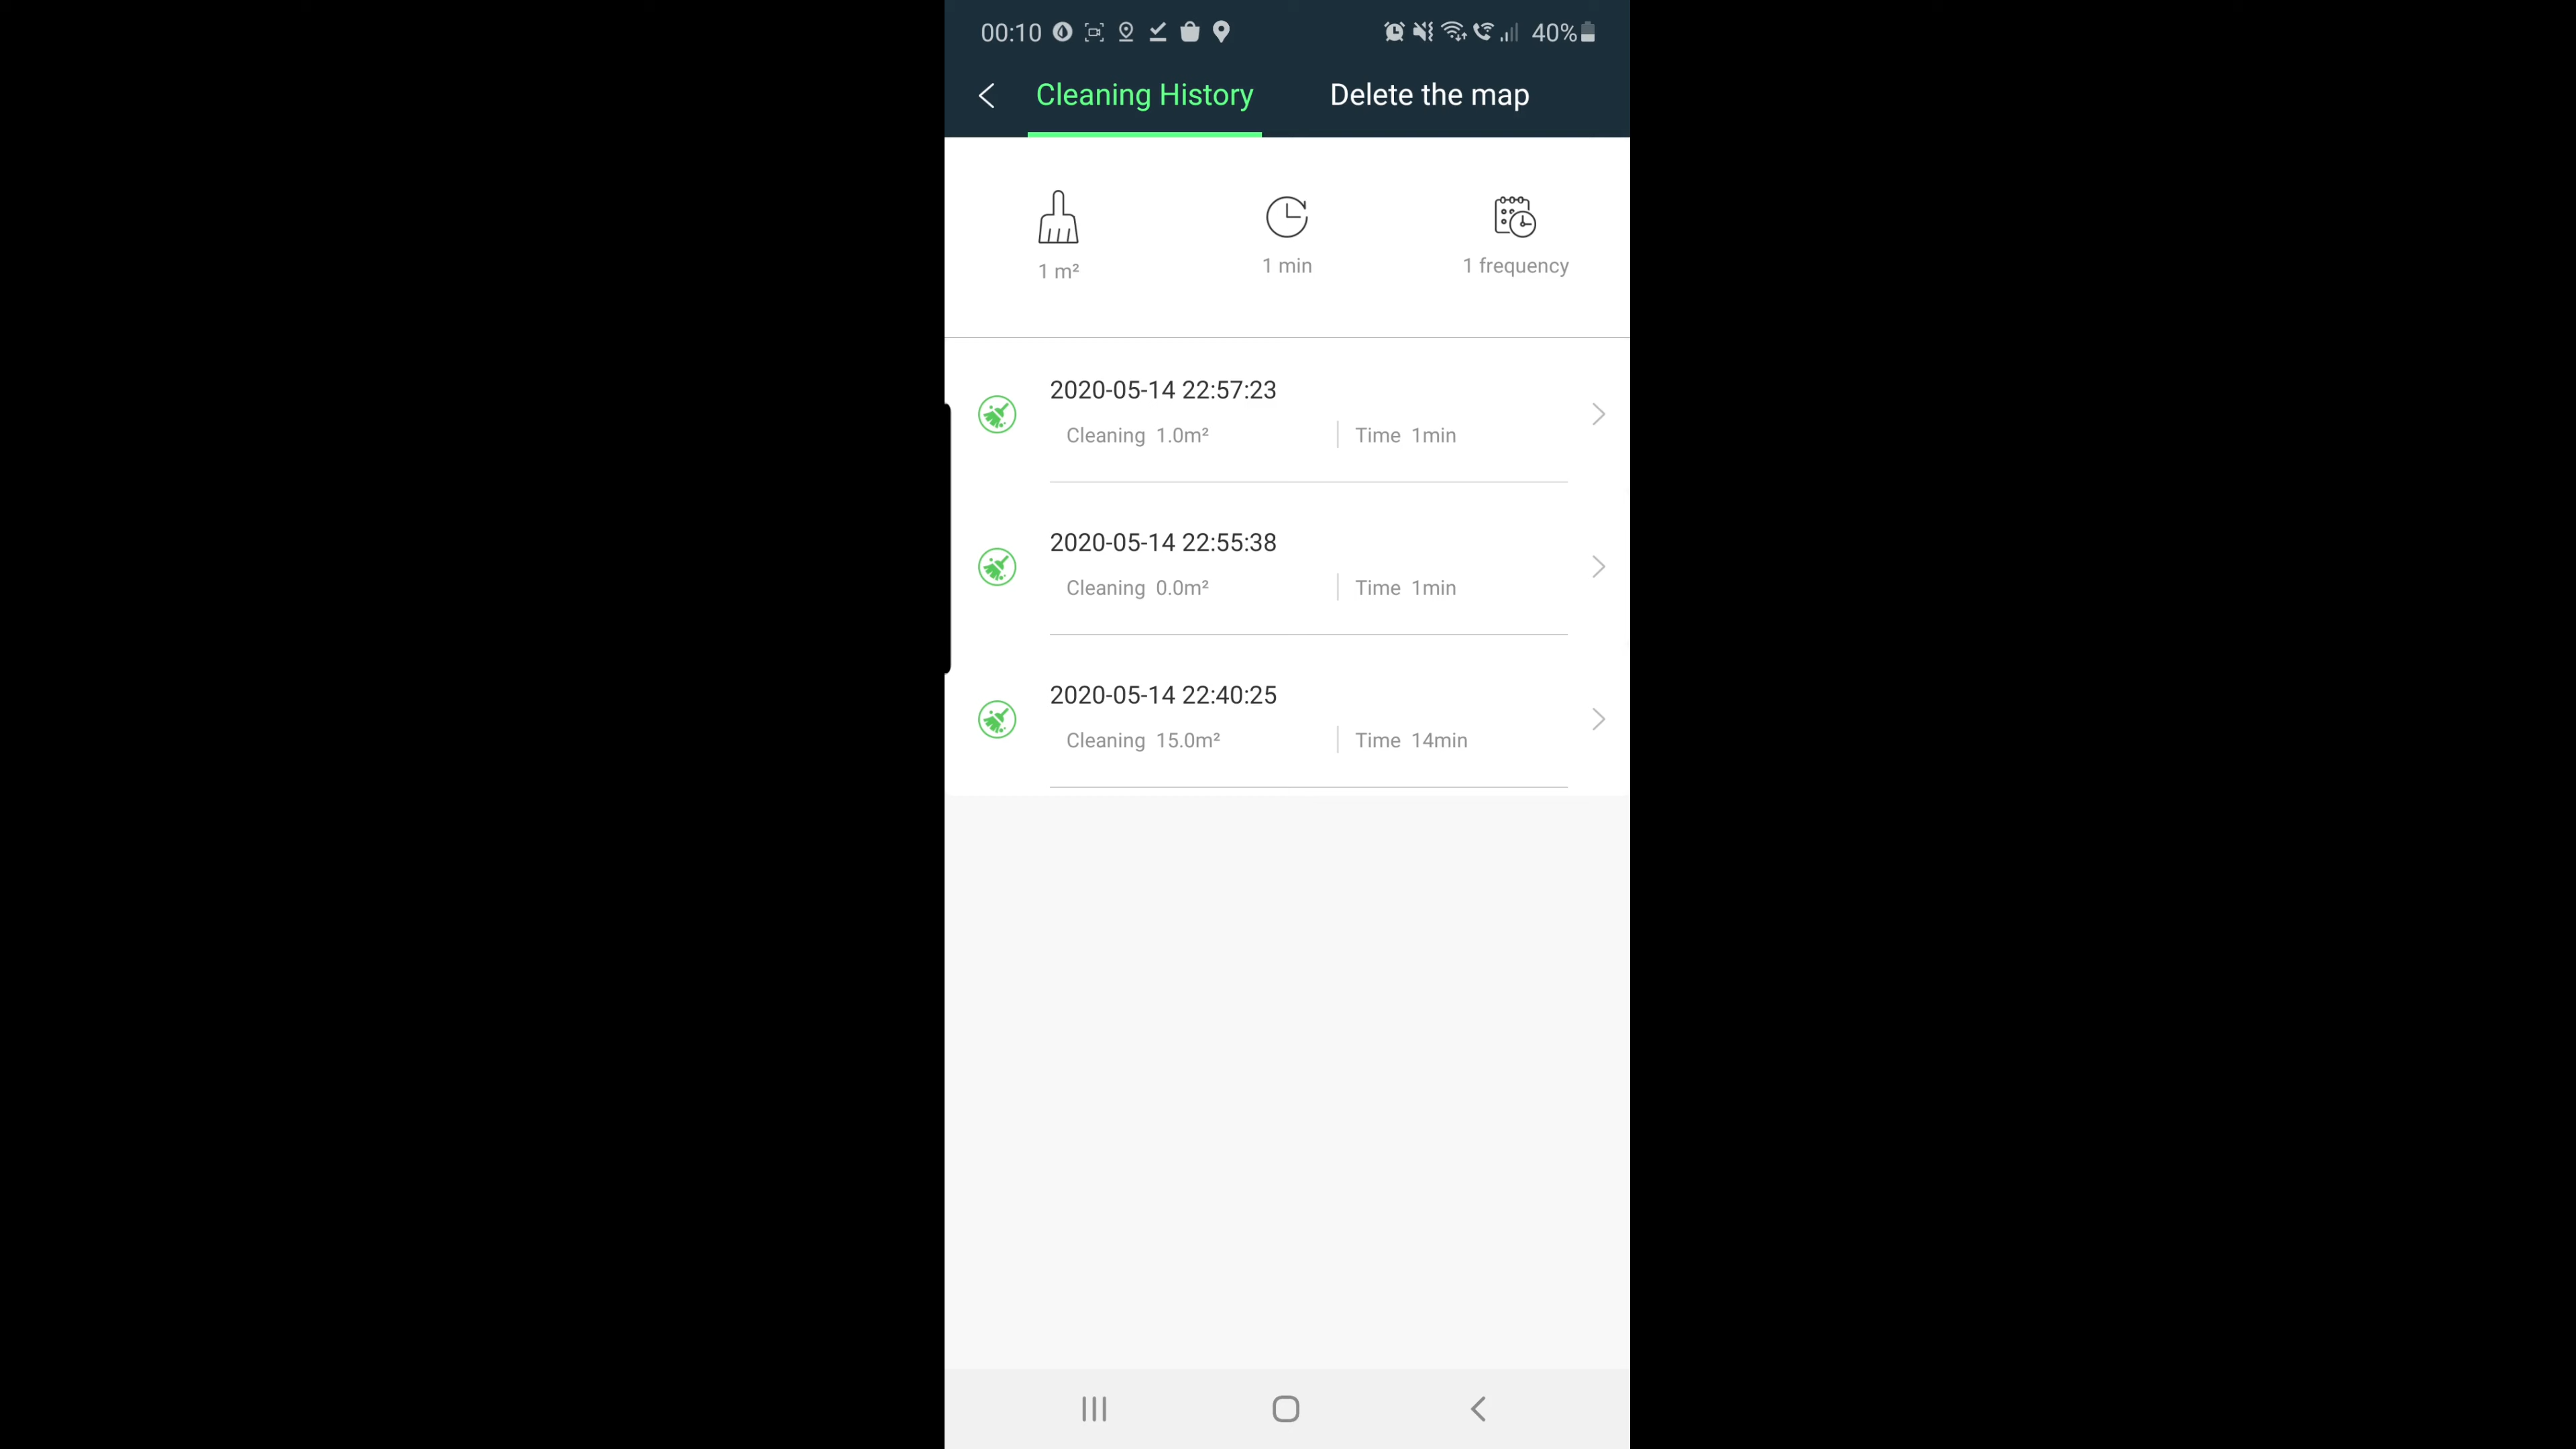 00:10 40%
Cleaning History Delete the map
1 m² 1 min 1 frequency
2020-05-14 22:57:23
Cleaning 1.0m² Time 1min
2020-05-14 22:55:38
Cleaning 0.0m² Time 1min
2020-05-14 22:40:25
Cleaning 15.0m² Time 14min